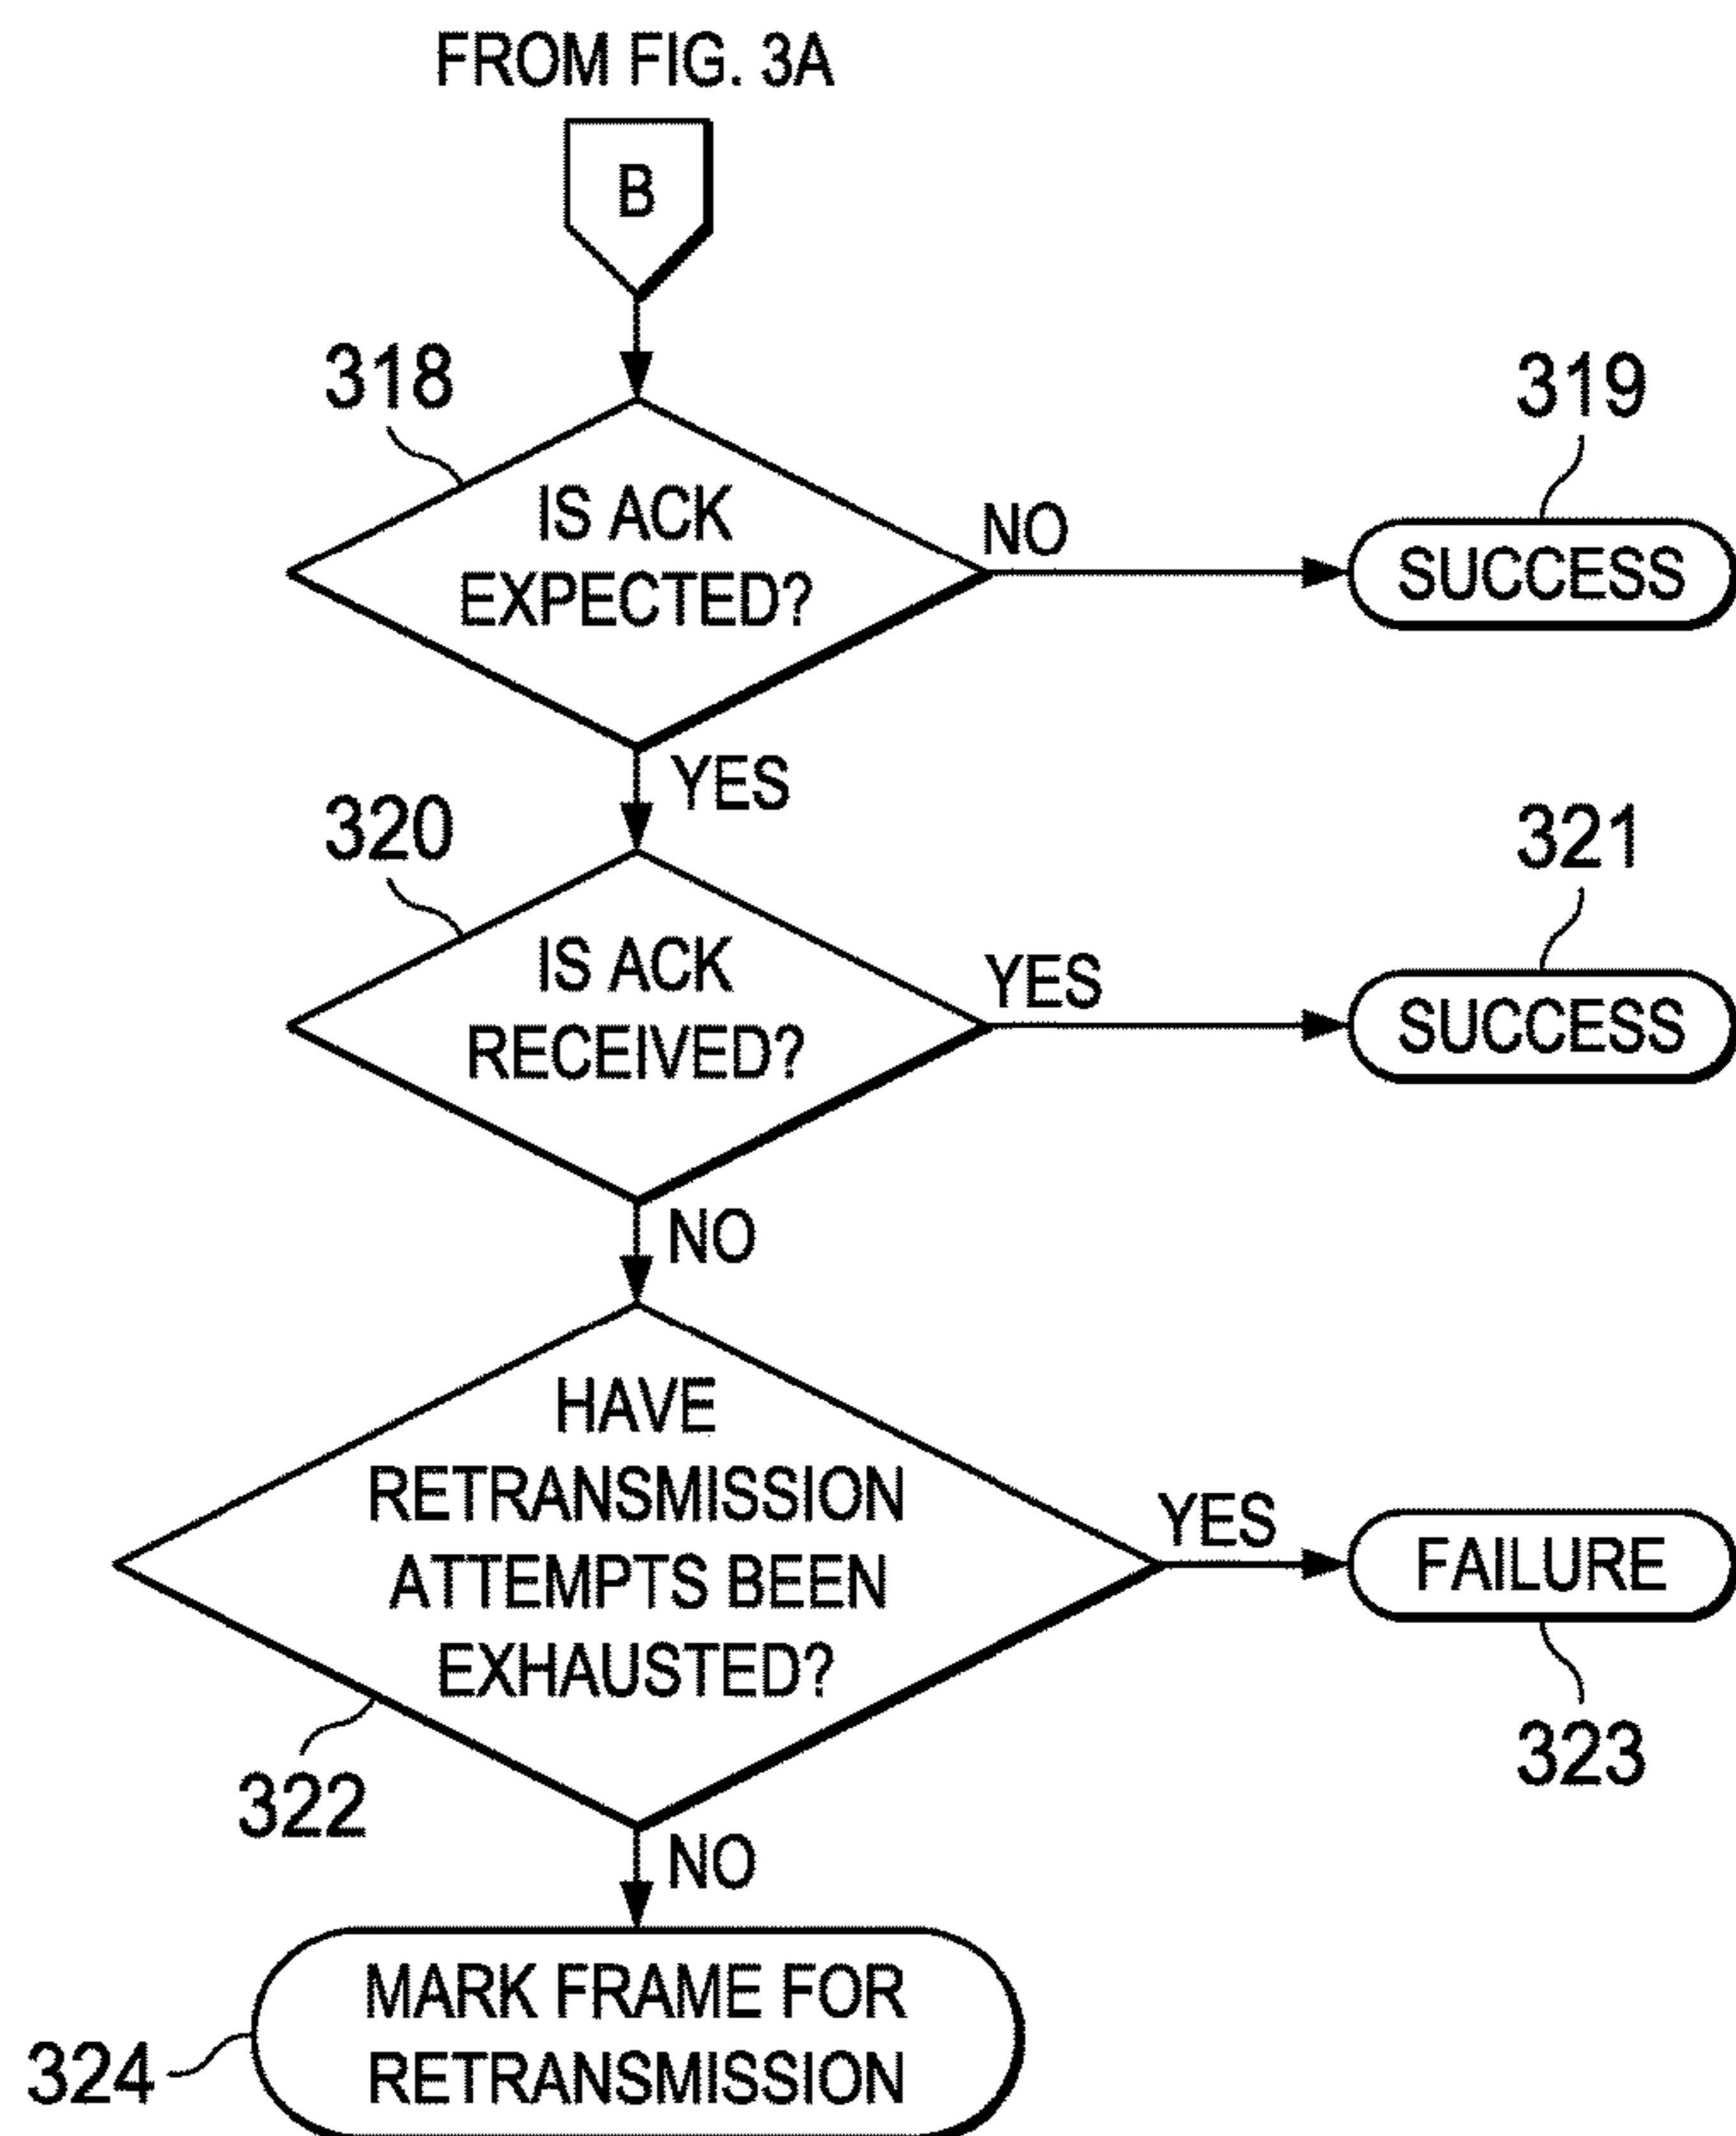 FROM FIG. 3A
B
318
319
IS ACK
EXPECTED?
NO
SUCCESS
YES
320
321
IS ACK
RECEIVED?
YES
SUCCESS
NO
HAVE
RETRANSMISSION
ATTEMPTS BEEN
EXHAUSTED?
YES
FAILURE
322
323
NO
MARK FRAME FOR
RETRANSMISSION
324